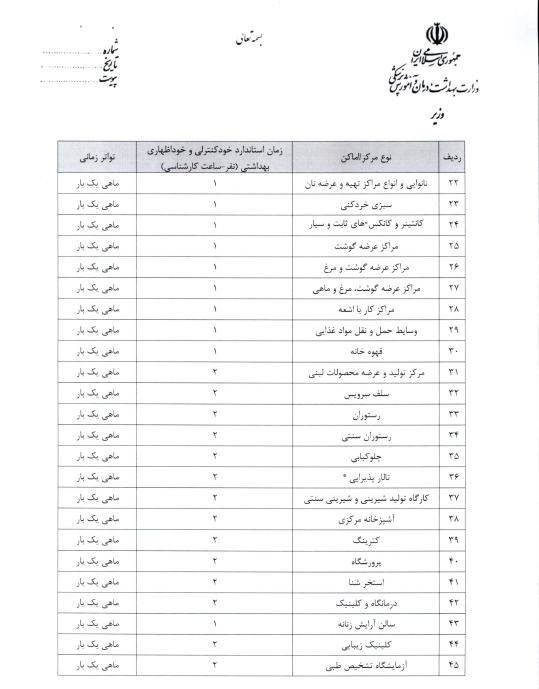 بسمه تعالی
جمهوری اسلامی ایران
وزارت بهداشت، درمان و آموزش پزشکی
وزیر
شماره
تاریخ
پیوست
ردیف نوع مرکز/اماکن زمان استاندارد خودکنترلی و خوداظهاری بهداشتی (نفر-ساعت کارشناسی) تواتر زمانی
۲۲ نانوایی و انواع مراکز تهیه و عرضه نان ۱ ماهی یک بار
۲۳ سبزی خردکنی ۱ ماهی یک بار
۲۴ کانتینر و کانکس-های ثابت و سیار ۱ ماهی یک بار
۲۵ مراکز عرضه گوشت ۱ ماهی یک بار
۲۶ مراکز عرضه گوشت و مرغ ۱ ماهی یک بار
۲۷ مراکز عرضه گوشت، مرغ و ماهی ۱ ماهی یک بار
۲۸ مراکز کار با اشعه ۱ ماهی یک بار
۲۹ وسایط حمل و نقل مواد غذایی ۱ ماهی یک بار
۳۰ قهوه خانه ۱ ماهی یک بار
۳۱ مرکز تولید و عرضه محصولات لبنی ۲ ماهی یک بار
۳۲ سلف سرویس ۲ ماهی یک بار
۳۳ رستوران ۲ ماهی یک بار
۳۴ رستوران سنتی ۲ ماهی یک بار
۳۵ چلوکبابی ۲ ماهی یک بار
۳۶ تالار پذیرایی * ۲ ماهی یک بار
۳۷ کارگاه تولید شیرینی و شیرینی سنتی ۲ ماهی یک بار
۳۸ آشپزخانه مرکزی ۲ ماهی یک بار
۳۹ کترینگ ۲ ماهی یک بار
۴۰ پرورشگاه ۲ ماهی یک بار
۴۱ استخر شنا ۲ ماهی یک بار
۴۲ درمانگاه و کلینیک ۲ ماهی یک بار
۴۳ سالن آرایش زنانه ۱ ماهی یک بار
۴۴ کلینیک زیبایی ۲ ماهی یک بار
۴۵ آزمایشگاه تشخیص طبی ۲ ماهی یک بار